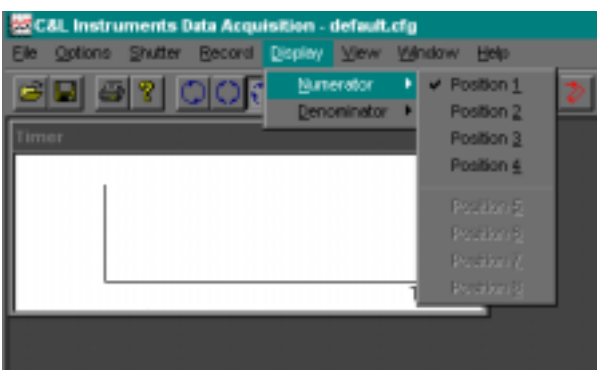 C&L Instruments Data Acquisition - default.cfg
File Options Shutter Record Display View Window Help
Numerator
Denominator
Position 1
Position 2
Position 3
Position 4
Position 5
Position 6
Position 7
Position 8
Timer